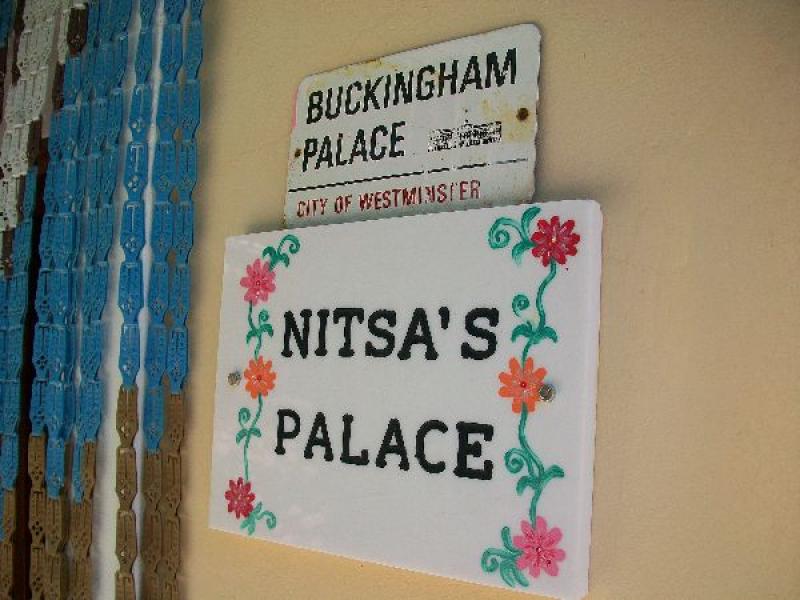 BUCKINGHAM
PALACE
CITY OF WESTMINSTER
NITSA'S
PALACE